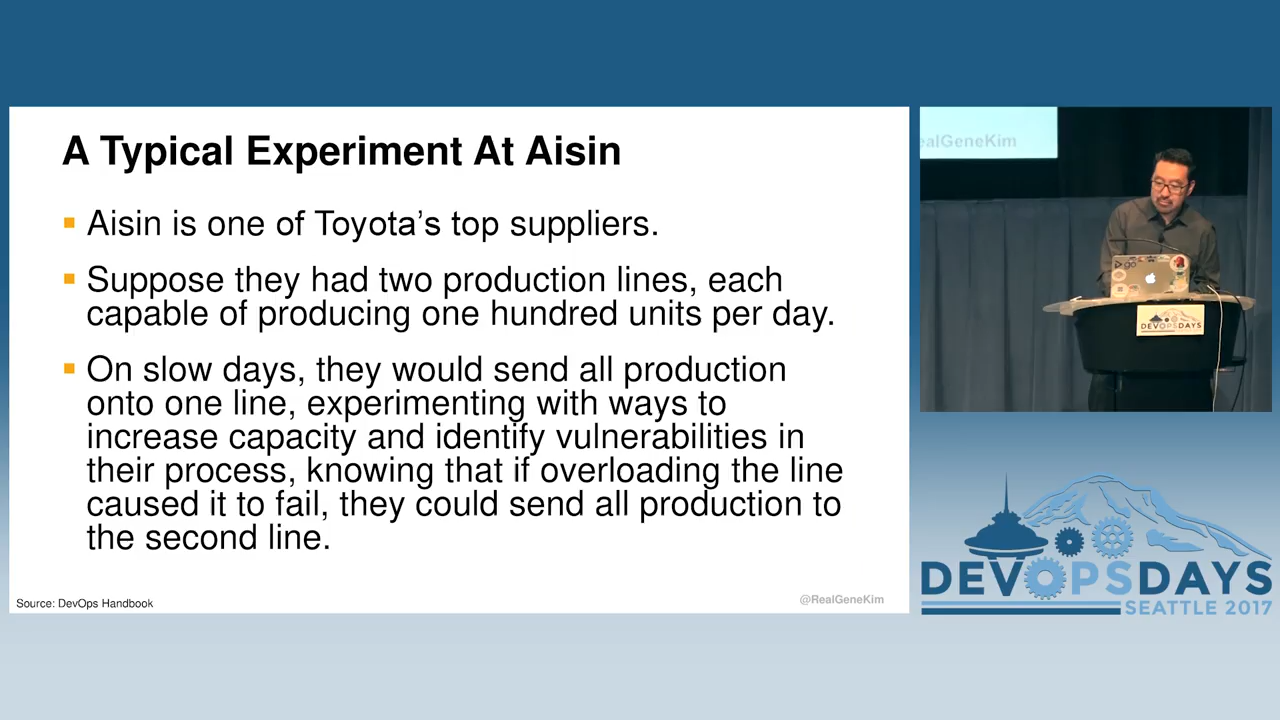 A Typical Experiment At Aisin
Aisin is one of Toyota's top suppliers.
Suppose they had two production lines, each
capable of producing one hundred units per day.
On slow days, they would send all production
onto one line, experimenting with ways to
increase capacity and identify vulnerabilities in
their process, knowing that if overloading the line
caused it to fail, they could send all production to
the second line.
Source: DevOps Handbook
@RealGeneKim
ealGeneKim
go
DEVOPSDAYS
DEVOPSDAYS
SEATTLE 2017